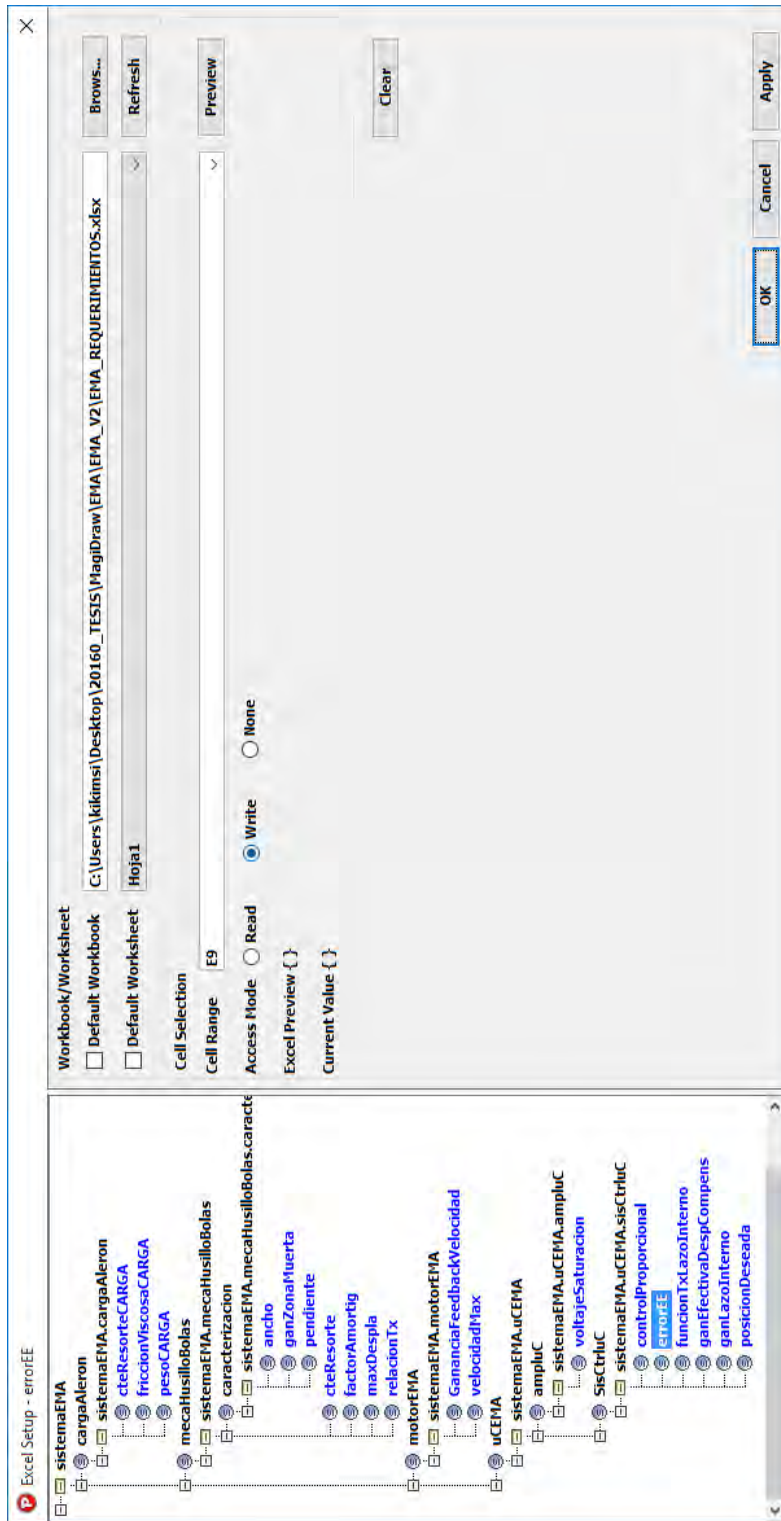 Excel Setup - errorEE
sistemaEMA
cargaAleron
sistemaEMA.cargaAleron
cteResorteCARGA
friccionViscosaCARGA
pesoCARGA
mecaHusilloBolas
sistemaEMA.mecaHusilloBolas
caracterizacion
sistemaEMA.mecaHusilloBolas.caracte
ancho
ganZonaMuerta
pendiente
cteResorte
factorAmortig
maxDespla
relacionTx
motorEMA
sistemaEMA.motorEMA
GananciaFeedbackVelocidad
velocidadMax
uCEMA
sistemaEMA.uCEMA
ampluC
sistemaEMA.uCEMA.ampluC
voltajeSaturacion
SisCtrluC
sistemaEMA.uCEMA.sisCtrluC
controlProporcional
errorEE
funcionTxLazoInterno
ganEfectivaDespCompens
ganLazoInterno
posicionDeseada
Workbook/Worksheet
Default Workbook C:\Users\kikimsi\Desktop\20160_TESIS\MagiDraw\EMA\EMA_V2\EMA_REQUERIMIENTOS.xlsx Brows...
Default Worksheet Hoja1 Refresh
Cell Selection
Cell Range E9 Preview
Access Mode Read Write None
Excel Preview { }
Current Value { }
Clear
OK Cancel Apply